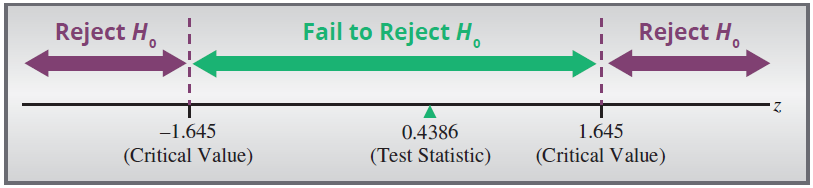 Reject H₀
Fail to Reject H₀
Reject H₀
z
–1.645
(Critical Value)
0.4386
(Test Statistic)
1.645
(Critical Value)